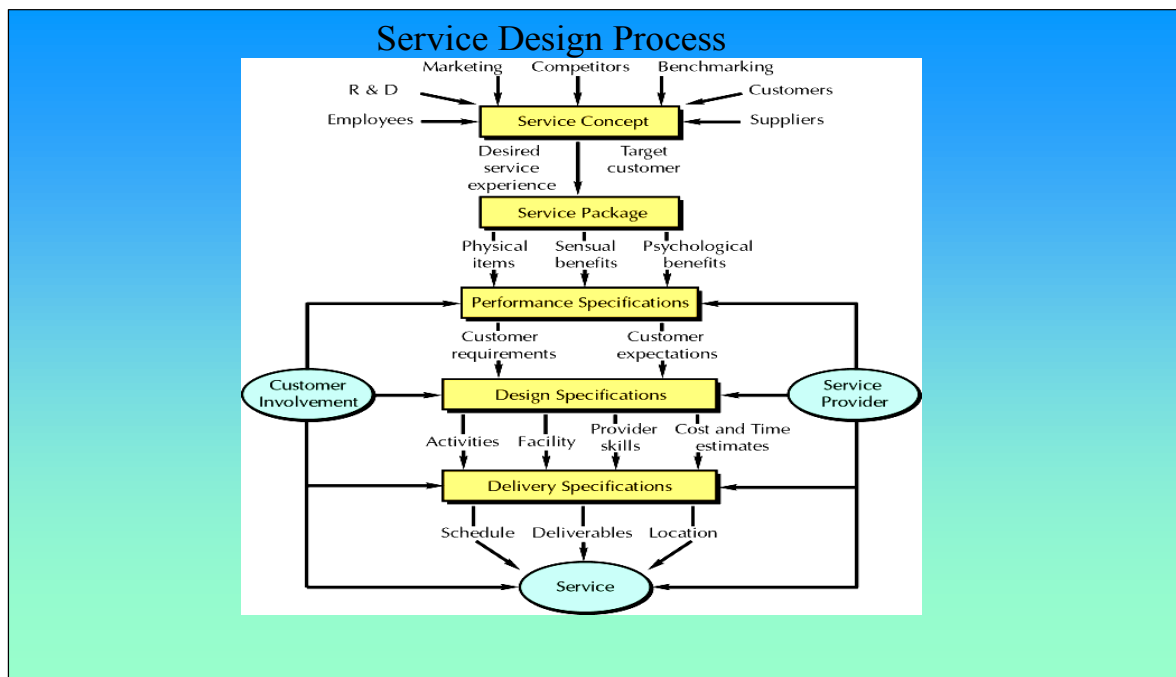 Service Design Process
Marketing Competitors Benchmarking
R & D Customers
Employees Service Concept Suppliers
Desired Target
service customer
experience
Service Package
Physical Sensual Psychological
items benefits benefits
Performance Specifications
Customer Customer
requirements expectations
Customer
Involvement
Design Specifications
Service
Provider
Activities Facility Provider skills Cost and Time estimates
Delivery Specifications
Schedule Deliverables Location
Service